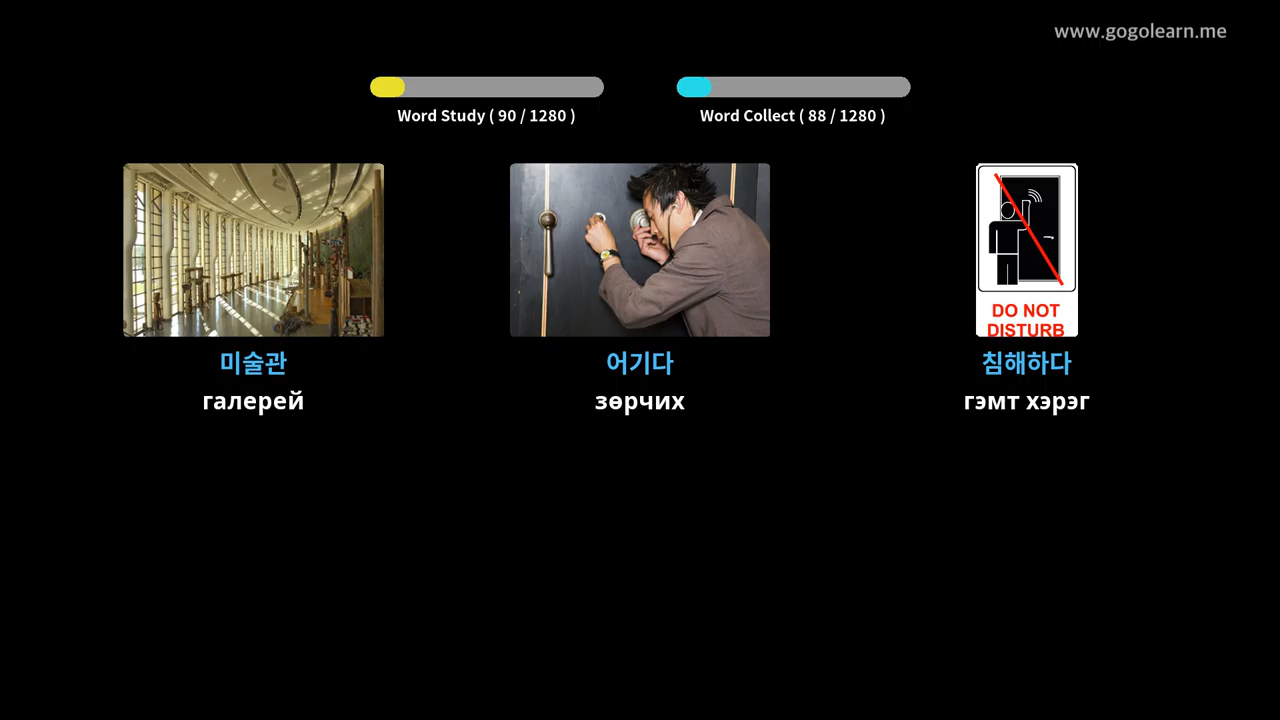 www.gogolearn.me
Word Study ( 90 / 1280 )
Word Collect ( 88 / 1280 )
DO NOT
DISTURB
미술관
어기다
침해하다
галерей
зөрчих
гэмт хэрэг